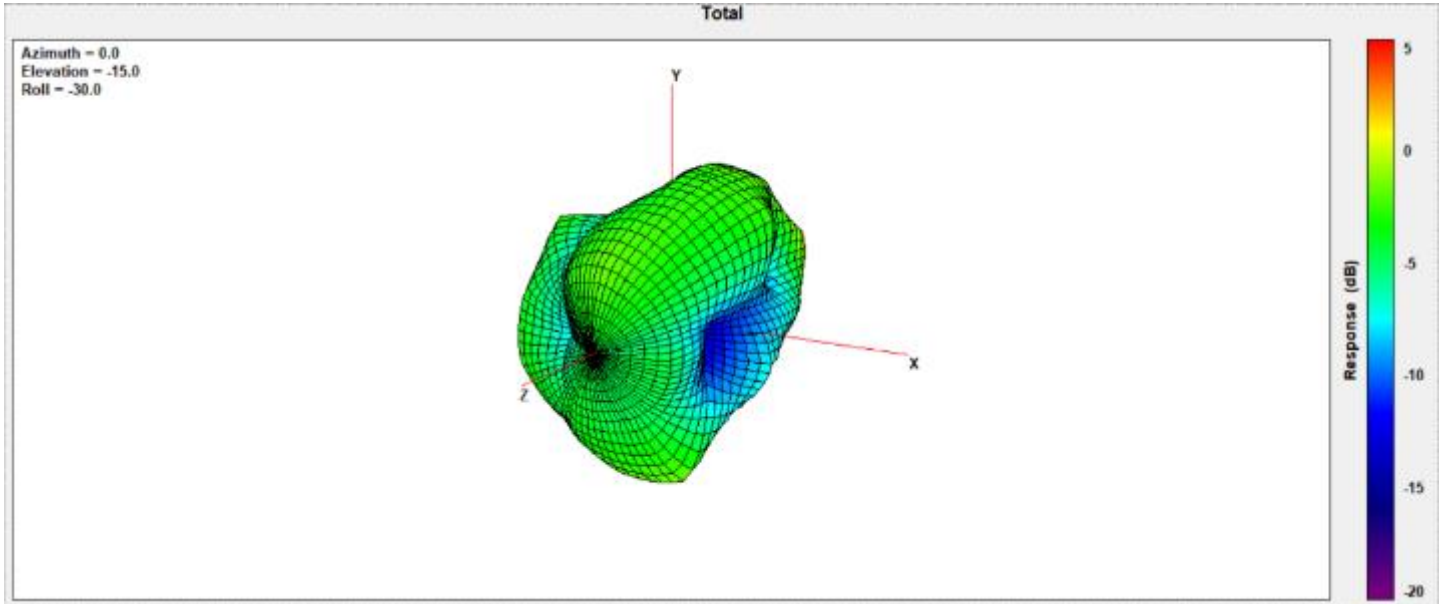 Total
Azimuth = 0.0
Elevation = -15.0
Roll = -30.0
Y
X
Z
5
0
-5
-10
-15
-20
Response (dB)